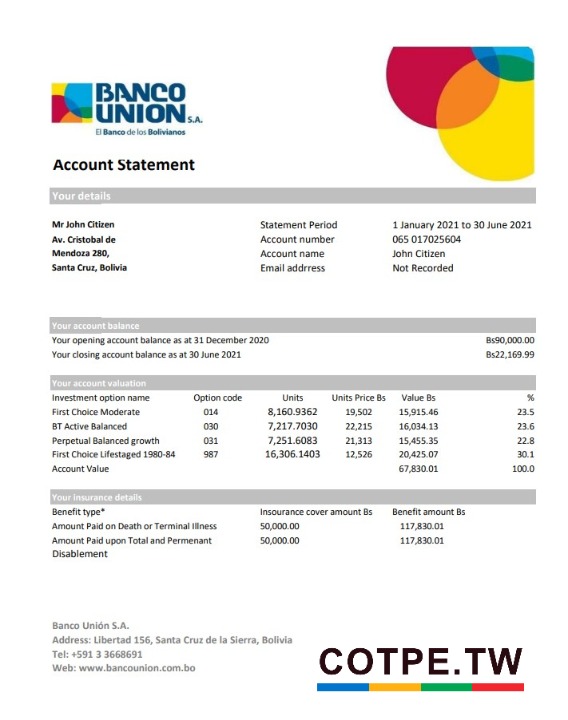 BANCO
UNION S.A.
El Banco de los Bolivianos
Account Statement
Your details
Mr John Citizen
Av. Cristobal de
Mendoza 280,
Santa Cruz, Bolivia
Statement Period 1 January 2021 to 30 June 2021
Account number 065 017025604
Account name John Citizen
Email adrress Not Recorded
Your account balance
Your opening account balance as at 31 December 2020 Bs90,000.00
Your closing account balance as at 30 June 2021 Bs22,169.99
Your account valuation
Investment option name Option code Units Units Price Bs Value Bs %
First Choice Moderate 014 8,160.9362 19,502 15,915.46 23.5
BT Active Balanced 030 7,217.7030 22,215 16,034.13 23.6
Perpetual Balanced growth 031 7,251.6083 21,313 15,455.35 22.8
First Choice Lifestaged 1980-84 987 16,306.1403 12,526 20,425.07 30.1
Account Value 67,830.01 100.0
Your insurance details
Benefit type* Insourance cover amount Bs Benefit amount Bs
Amount Paid on Death or Terminal Illness 50,000.00 117,830.01
Amount Paid upon Total and Permenant 50,000.00 117,830.01
Disablement
Banco Unión S.A.
Address: Libertad 156, Santa Cruz de la Sierra, Bolivia
Tel: +591 3 3668691
Web: www.bancounion.com.bo
COTPE.TW